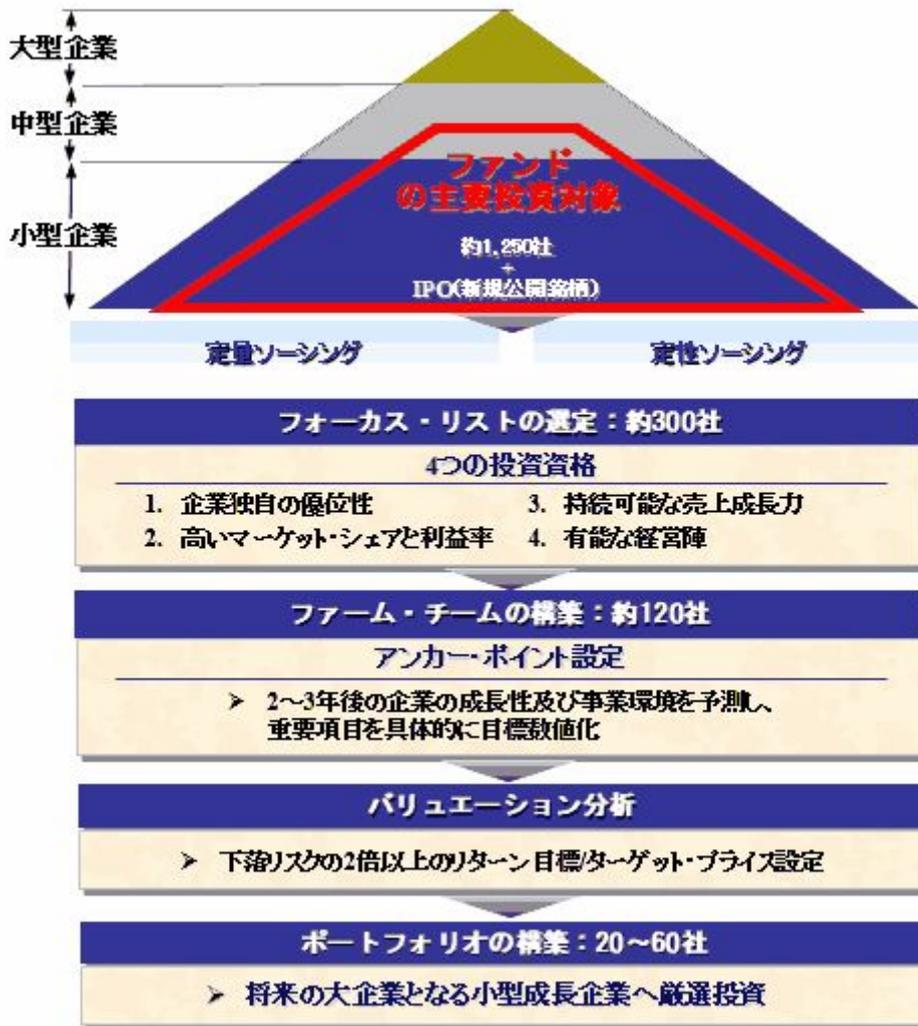 大型企業
中型企業
小型企業
ファンド
の主要投資対象
約1,250社
+
IPO(新規公開銘柄)
定量ソーシング
定性ソーシング
フォーカス・リストの選定：約300社
4つの投資資格
1. 企業独自の優位性
2. 高いマーケット・シェアと利益率
3. 持続可能な売上成長力
4. 有能な経営陣
ファーム・チームの構築：約120社
アンカー・ポイント設定
➢ 2～3年後の企業の成長性及び事業環境を予測し、
重要項目を具体的に目標数値化
バリュエーション分析
➢ 下落リスクの2倍以上のリターン目標/ターゲット・プライス設定
ポートフォリオの構築：20～60社
➢ 将来の大企業となる小型成長企業へ厳選投資